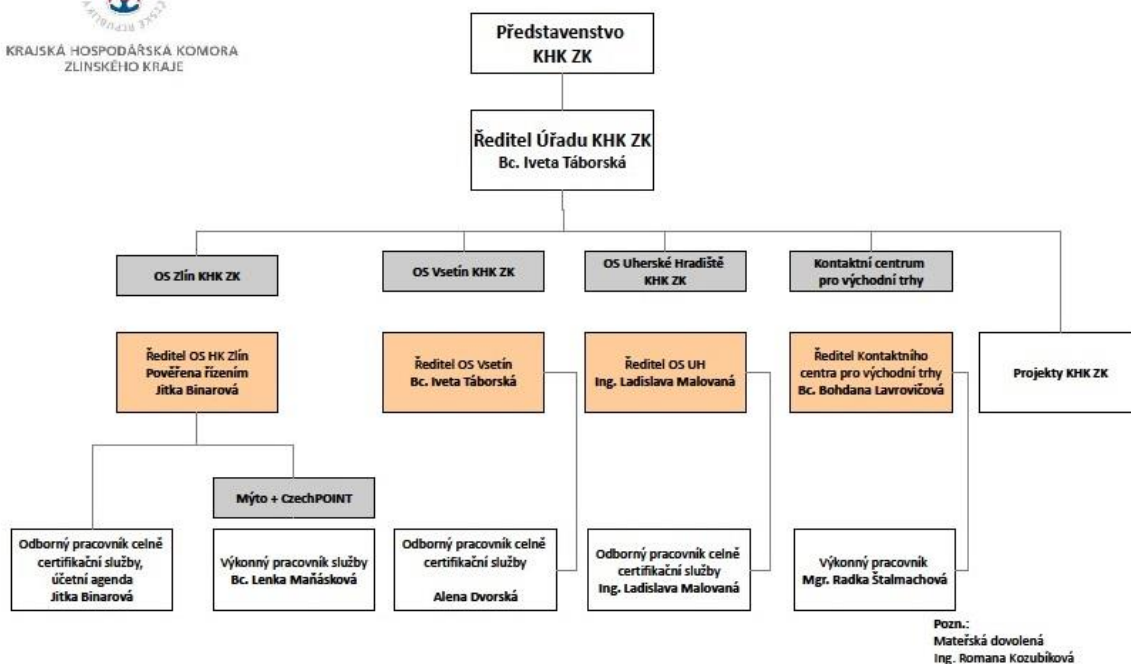 ČESKÉ REPUBLIKY
KRAJSKÁ HOSPODÁŘSKÁ KOMORA
ZLINSKÉHO KRAJE
Představenstvo
KHK ZK
Ředitel Úřadu KHK ZK
Bc. Iveta Táborská
OS Zlín KHK ZK
OS Vsetín KHK ZK
OS Uherské Hradiště
KHK ZK
Kontaktní centrum
pro východní trhy
Ředitel OS HK Zlín
Pověřena řízením
Jitka Binarová
Ředitel OS Vsetín
Bc. Iveta Táborská
Ředitel OS UH
Ing. Ladislava Malovaná
Ředitel Kontaktního
centra pro východní trhy
Bc. Bohdana Lavrovičová
Projekty KHK ZK
Mýto + CzechPOINT
Odborný pracovník celně
certifikační služby,
účetní agenda
Jitka Binarová
Výkonný pracovník služby
Bc. Lenka Maňásková
Odborný pracovník celně
certifikační služby
Alena Dvorská
Odborný pracovník celně
certifikační služby
Ing. Ladislava Malovaná
Výkonný pracovník
Mgr. Radka Štalmachová
Pozn.:
Mateřská dovolená
Ing. Romana Kozubíková